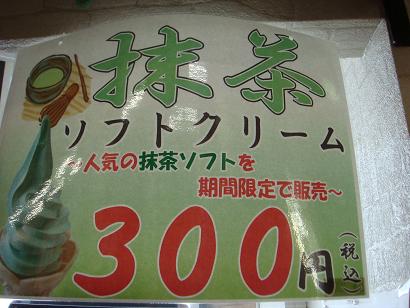 抹茶
ソフトクリーム
~人気の抹茶ソフトを
期間限定で販売~
300円
(税込)